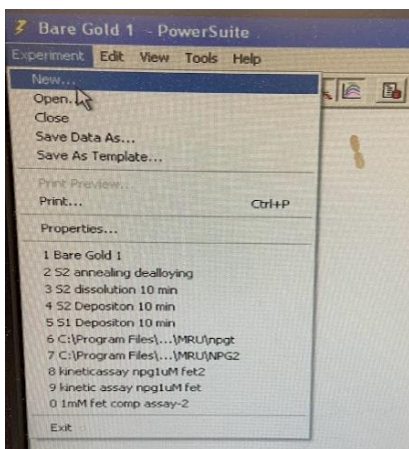 Bare Gold 1 - PowerSuite
Experiment Edit View Tools Help
New...
Open...
Close
Save Data As...
Save As Template...
Print Preview...
Print... Ctrl+P
Properties...
1 Bare Gold 1
2 S2 annealing dealloying
3 S2 dissolution 10 min
4 S2 Depositon 10 min
5 S1 Depositon 10 min
6 C:\Program Files\...\MRU\npgt
7 C:\Program Files\...\MRU\NPG2
8 kineticassay npg1uM fet2
9 kinetic assay npg1uM fet
0 1mM fet comp assay-2
Exit